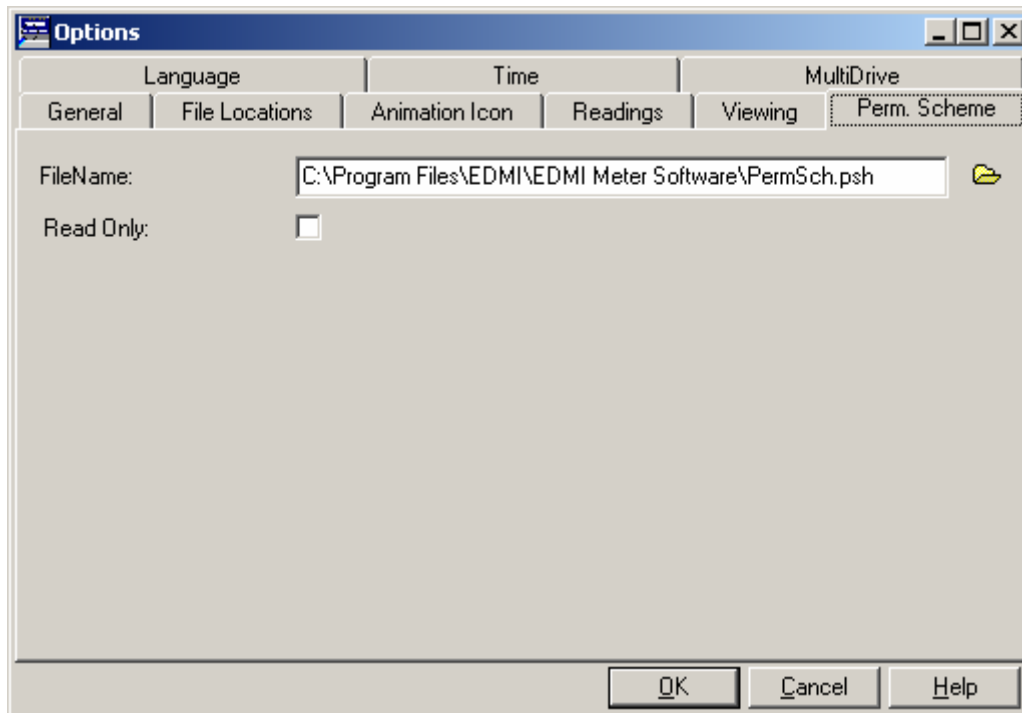 Options
Language Time MultiDrive
General File Locations Animation Icon Readings Viewing Perm. Scheme
FileName: C:\Program Files\EDMI\EDMI Meter Software\PermSch.psh
Read Only:
OK Cancel Help